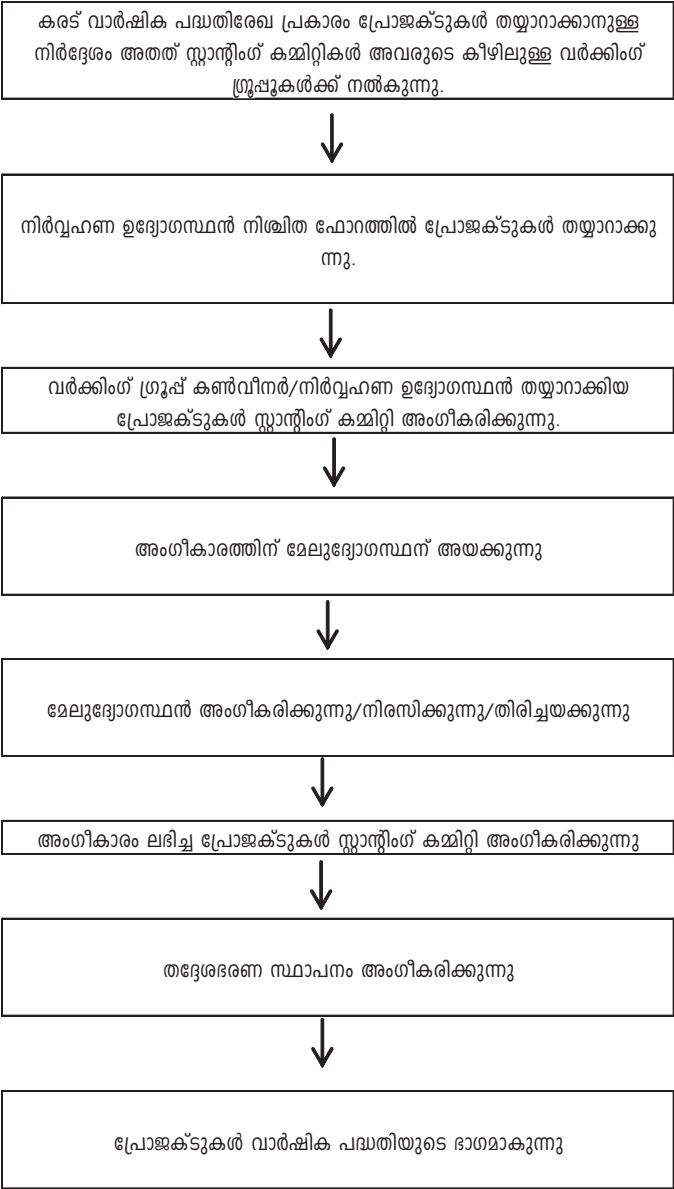 കരട് വാർഷിക പദ്ധതിരേഖ പ്രകാരം പ്രോജക്ടുകൾ തയ്യാറാക്കാനുള്ള
നിർദ്ദേശം അതത് സ്റ്റാന്റിംഗ് കമ്മിറ്റികൾ അവരുടെ കീഴിലുള്ള വർക്കിംഗ്
ഗ്രൂപ്പുകൾക്ക് നൽകുന്നു.
നിർവ്വഹണ ഉദ്യോഗസ്ഥൻ നിശ്ചിത ഫോറത്തിൽ പ്രോജക്ടുകൾ തയ്യാറാക്കു
ന്നു.
വർക്കിംഗ് ഗ്രൂപ്പ് കൺവീനർ/നിർവ്വഹണ ഉദ്യോഗസ്ഥൻ തയ്യാറാക്കിയ
പ്രോജക്ടുകൾ സ്റ്റാന്റിംഗ് കമ്മിറ്റി അംഗീകരിക്കുന്നു.
അംഗീകാരത്തിന് മേലുദ്യോഗസ്ഥന് അയക്കുന്നു
മേലുദ്യോഗസ്ഥൻ അംഗീകരിക്കുന്നു/നിരസിക്കുന്നു/തിരിച്ചയക്കുന്നു
അംഗീകാരം ലഭിച്ച പ്രോജക്ടുകൾ സ്റ്റാന്റിംഗ് കമ്മിറ്റി അംഗീകരിക്കുന്നു
തദ്ദേശഭരണ സ്ഥാപനം അംഗീകരിക്കുന്നു
പ്രോജക്ടുകൾ വാർഷിക പദ്ധതിയുടെ ഭാഗമാകുന്നു